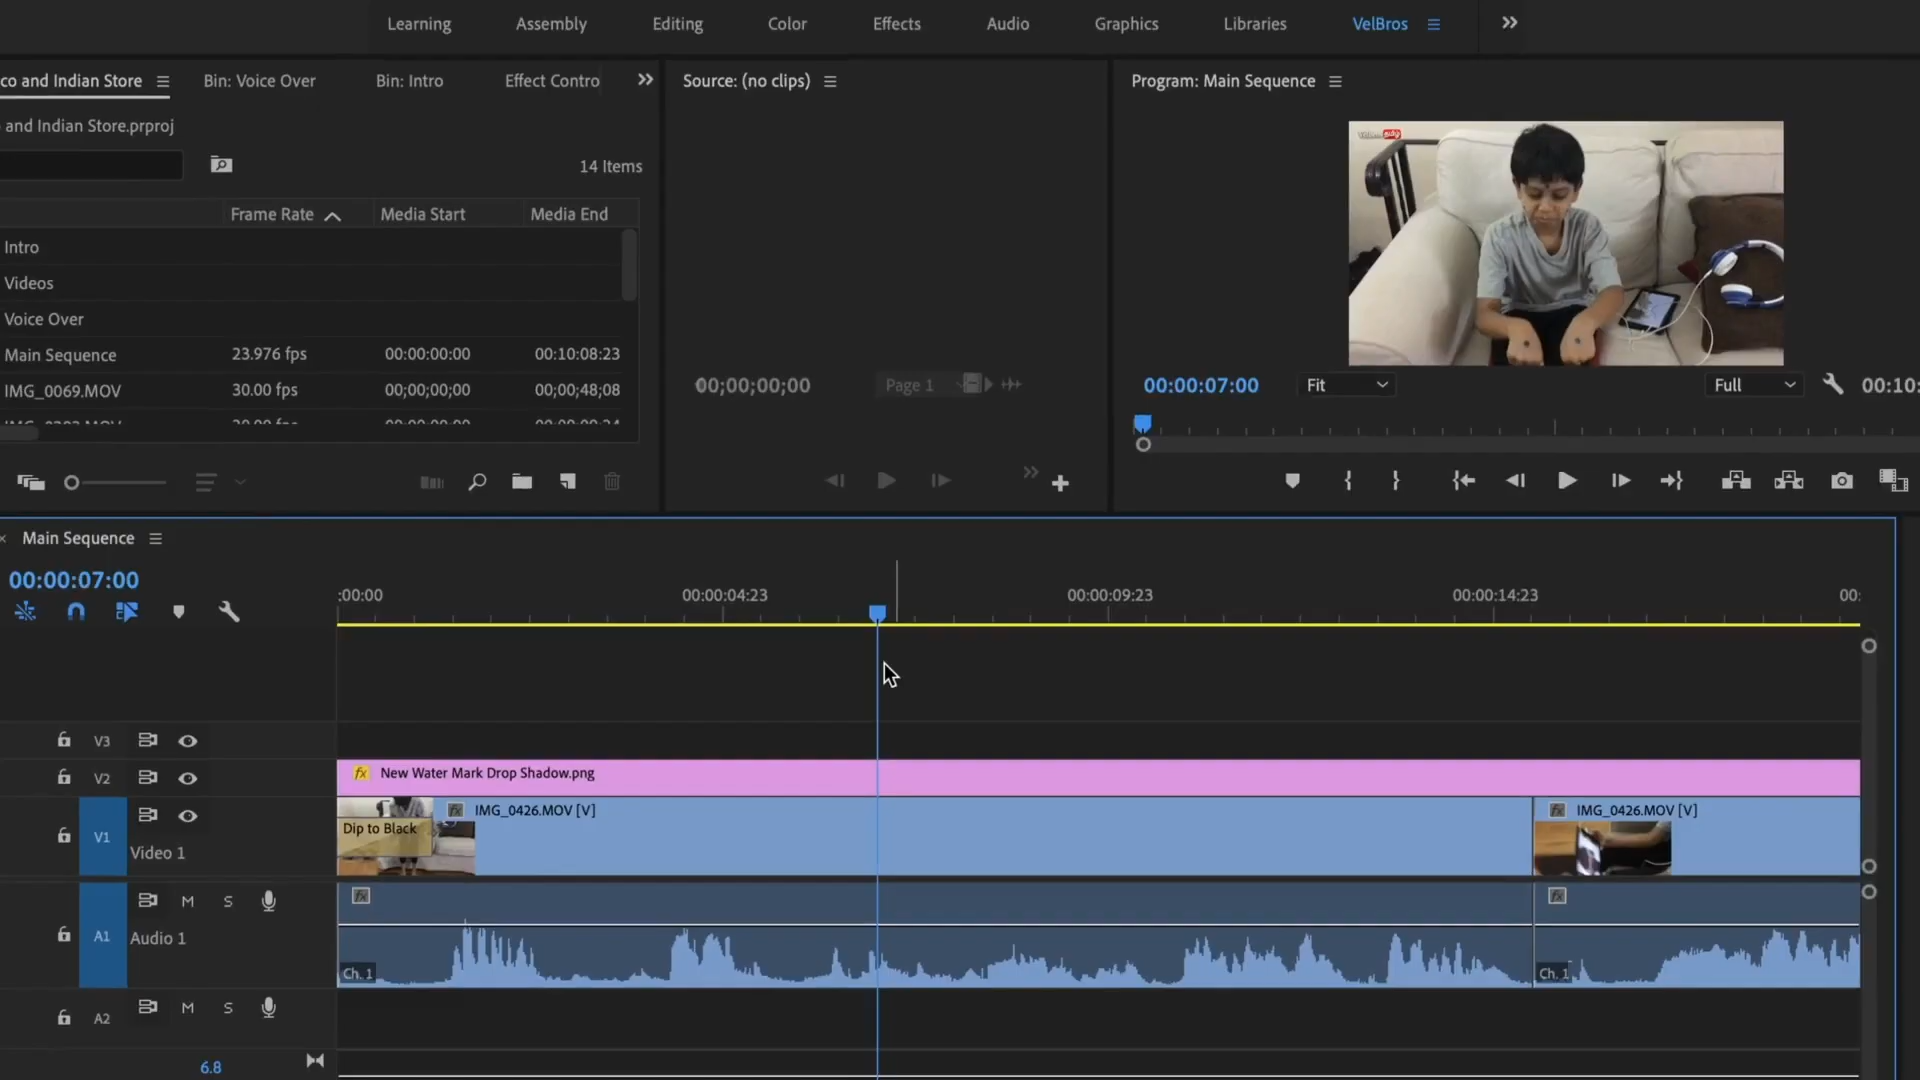 Learning Assembly Editing Color Effects Audio Graphics Libraries VelBros
co and Indian Store Bin: Voice Over Bin: Intro Effect Contro
and Indian Store.prproj
14 Items
Frame Rate Media Start Media End
Intro
Videos
Voice Over
Main Sequence 23.976 fps 00:00:00:00 00:10:08:23
IMG_0069.MOV 30.00 fps 00;00;00;00 00;00;48;08
Source: (no clips)
00;00;00;00 Page 1
Program: Main Sequence
00:00:07:00 Fit Full 00:10:
Main Sequence
00:00:07:00
:00:00 00:00:04:23 00:00:09:23 00:00:14:23 00:
V3
V2 New Water Mark Drop Shadow.png
fx
V1 Video 1
Dip to Black
fx IMG_0426.MOV [V]
fx IMG_0426.MOV [V]
A1 M S
Audio 1
fx
Ch. 1
fx
Ch. 1
A2 M S
6.8